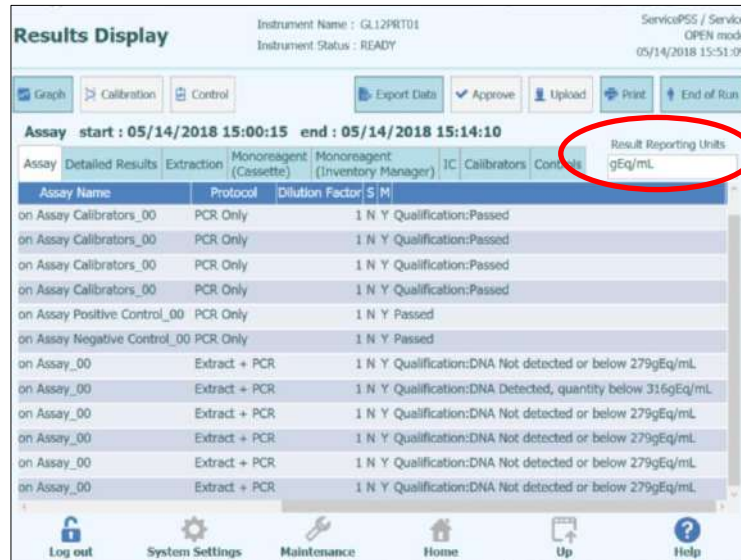 Results Display
Instrument Name : GL12PRT01
Instrument Status : READY
ServicePSS / Service
OPEN mode
05/14/2018 15:51:09
Graph Calibration Control Export Data Approve Upload Print End of Run
Assay start : 05/14/2018 15:00:15 end : 05/14/2018 15:14:10
Result Reporting Units
gEq/mL
Assay Detailed Results Extraction Monoreagent (Cassette) Monoreagent (Inventory Manager) IC Calibrators Controls
Assay Name Protocol Dilution Factor S M
on Assay Calibrators_00 PCR Only 1 N Y Qualification:Passed
on Assay Calibrators_00 PCR Only 1 N Y Qualification:Passed
on Assay Calibrators_00 PCR Only 1 N Y Qualification:Passed
on Assay Calibrators_00 PCR Only 1 N Y Qualification:Passed
on Assay Positive Control_00 PCR Only 1 N Y Passed
on Assay Negative Control_00 PCR Only 1 N Y Passed
on Assay_00 Extract + PCR 1 N Y Qualification:DNA Not detected or below 279gEq/mL
on Assay_00 Extract + PCR 1 N Y Qualification:DNA Detected, quantity below 316gEq/mL
on Assay_00 Extract + PCR 1 N Y Qualification:DNA Not detected or below 279gEq/mL
on Assay_00 Extract + PCR 1 N Y Qualification:DNA Not detected or below 279gEq/mL
on Assay_00 Extract + PCR 1 N Y Qualification:DNA Not detected or below 279gEq/mL
on Assay_00 Extract + PCR 1 N Y Qualification:DNA Not detected or below 279gEq/mL
Log out System Settings Maintenance Home Up Help